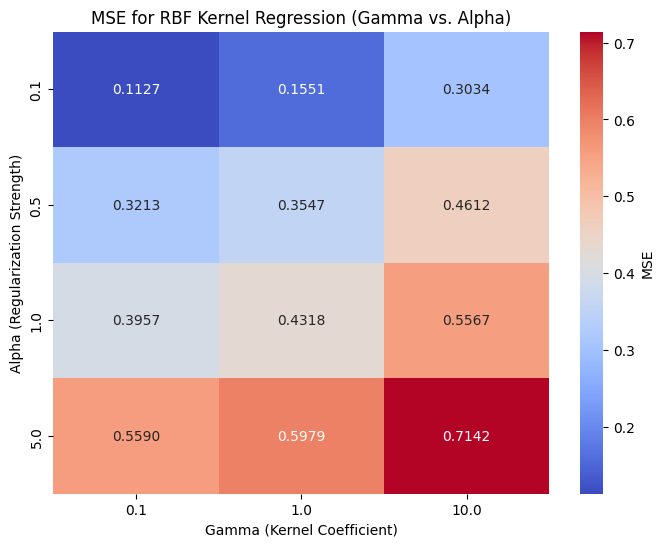 MSE for RBF Kernel Regression (Gamma vs. Alpha)
Alpha (Regularization Strength)
0.1 0.1127 0.1551 0.3034
0.5 0.3213 0.3547 0.4612
1.0 0.3957 0.4318 0.5567
5.0 0.5590 0.5979 0.7142
0.1 1.0 10.0
Gamma (Kernel Coefficient)
0.7
0.6
0.5
0.4
0.3
0.2
MSE